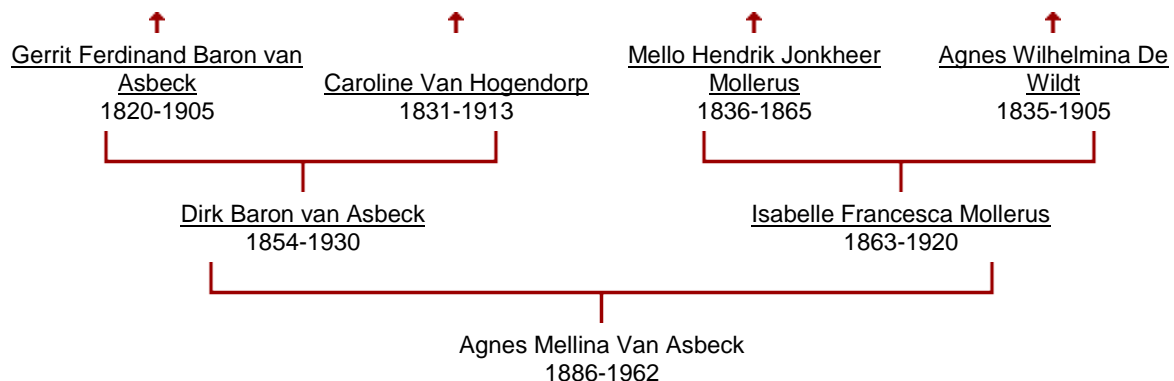 Gerrit Ferdinand Baron van
Asbeck
1820-1905
Caroline Van Hogendorp
1831-1913
Mello Hendrik Jonkheer
Mollerus
1836-1865
Agnes Wilhelmina De
Wildt
1835-1905
Dirk Baron van Asbeck
1854-1930
Isabelle Francesca Mollerus
1863-1920
Agnes Mellina Van Asbeck
1886-1962